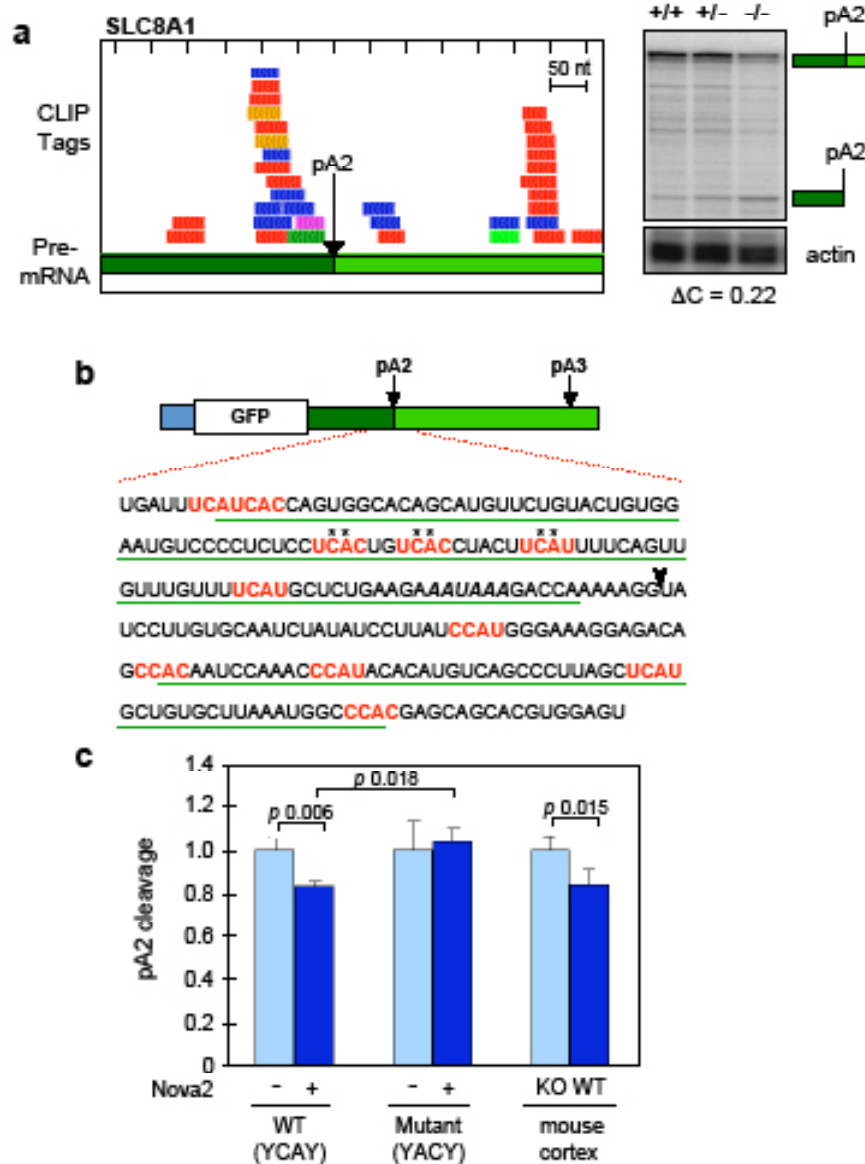 a
SLC8A1
+/+ +/- -/-
pA2
50 nt
CLIP
Tags
pA2
pA2
Pre-
mRNA
actin
ΔC = 0.22
b
pA2
pA3
GFP
UGAUUUCAUCACCAGUGGCACAGCAUGUUCUGUACUGUGG
** ** **
AAUGUCCCCUCUCCUCACUGUCACCUACUUCAUUUUCAGUU
GUUUGUUUUCAUGCUCUGAAGAAAUAAAGACCAAAAAGGUA
UCCUUGUGCAAUCUAUAUCCUUAUCCAUGGGAAAGGAGACA
GCCACAAUCCAAACCCAUACACAUGUCAGCCCUUAGCUCAU
GCUGUGCUUAAAUGGCCCACGAGCAGCACGUGGAGU
c
1.4
1.2
1.0
0.8
0.6
0.4
0.2
0
pA2 cleavage
p 0.006
p 0.018
p 0.015
Nova2 - + - + KO WT
WT Mutant mouse
(YCAY) (YACY) cortex